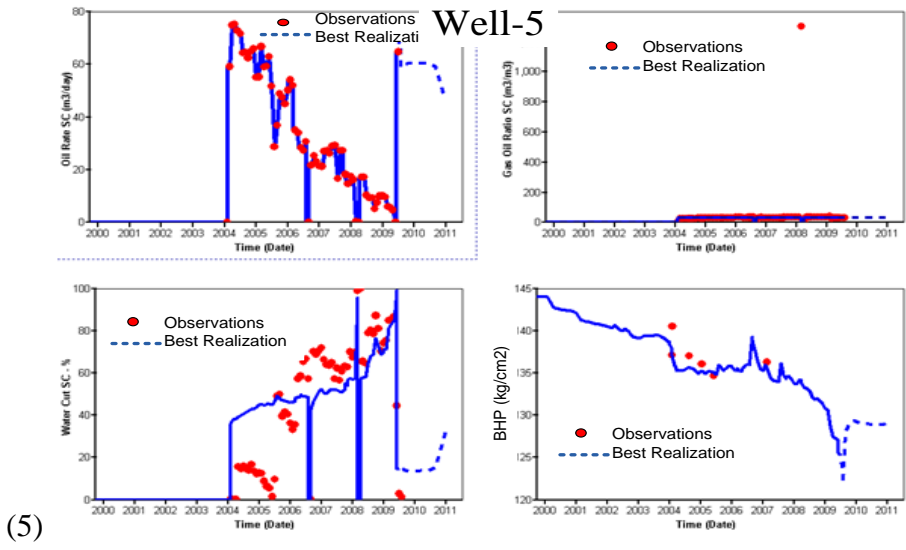 Well-5
80
60
40
20
0
Oil Rate SC (m3/day)
Observations
Best Realizati
2000 2001 2002 2003 2004 2005 2006 2007 2008 2009 2010 2011
Time (Date)
1,000
800
600
400
200
0
Gas Oil Ratio SC (m3/m3)
Observations
Best Realization
2000 2001 2002 2003 2004 2005 2006 2007 2008 2009 2010 2011
Time (Date)
100
80
60
40
20
0
Water Cut SC - %
Observations
Best Realization
2000 2001 2002 2003 2004 2005 2006 2007 2008 2009 2010 2011
Time (Date)
145
140
135
130
125
120
BHP (kg/cm2)
Observations
Best Realization
2000 2001 2002 2003 2004 2005 2006 2007 2008 2009 2010 2011
Time (Date)
(5)